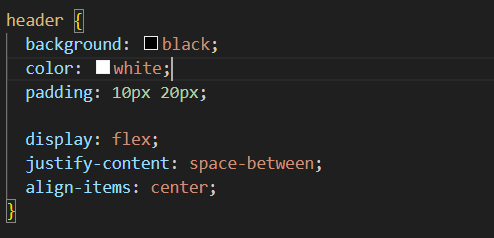 header {
  background: black;
  color: white;
  padding: 10px 20px;

  display: flex;
  justify-content: space-between;
  align-items: center;
}